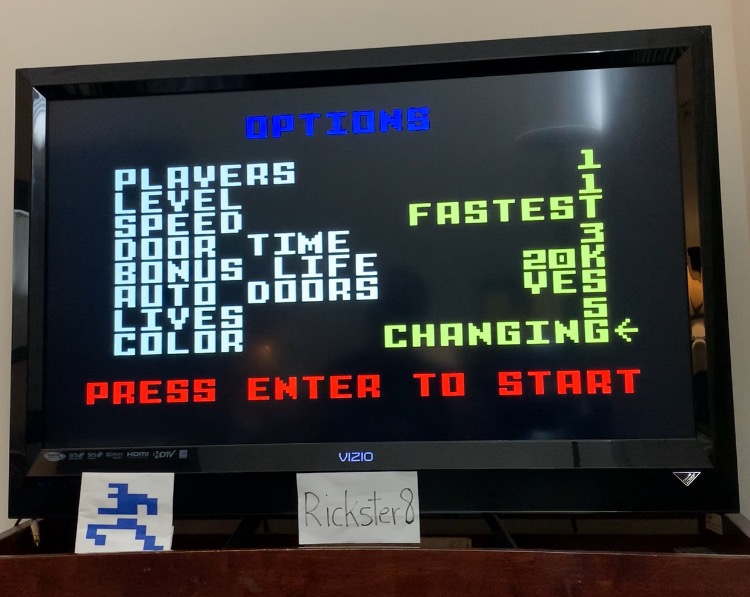 OPTIONS
PLAYERS 1
LEVEL 1
SPEED FASTEST
DOOR TIME 3
BONUS LIFE 20K
AUTO DOORS YES
LIVES 5
COLOR CHANGING←
PRESS ENTER TO START
HDMI
VIZIO
Rickster8